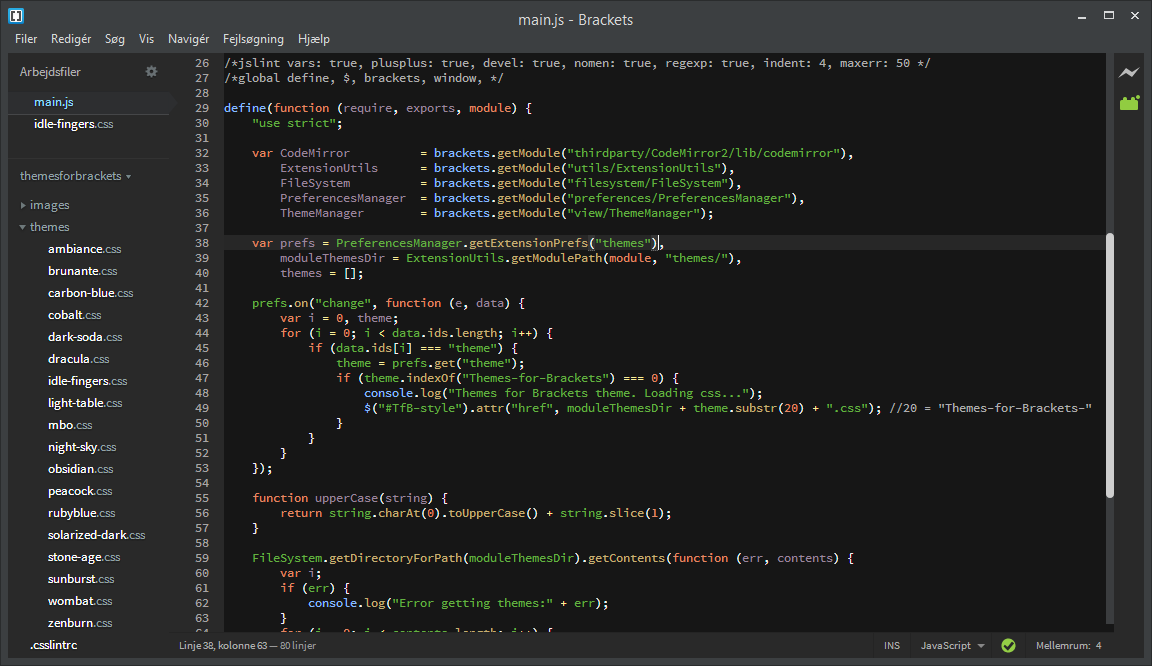 main.js - Brackets
Filer Redigér Søg Vis Navigér Fejlsøgning Hjælp
Arbejdsfiler
main.js
idle-fingers.css
themesforbrackets
images
themes
ambiance.css
brunante.css
carbon-blue.css
cobalt.css
dark-soda.css
dracula.css
idle-fingers.css
light-table.css
mbo.css
night-sky.css
obsidian.css
peacock.css
rubyblue.css
solarized-dark.css
stone-age.css
sunburst.css
wombat.css
zenburn.css
.csslintrc
26 /*jslint vars: true, plusplus: true, devel: true, nomen: true, regexp: true, indent: 4, maxerr: 50 */
27 /*global define, $, brackets, window, */
28
29 define(function (require, exports, module) {
30     "use strict";
31
32     var CodeMirror          = brackets.getModule("thirdparty/CodeMirror2/lib/codemirror"),
33         ExtensionUtils      = brackets.getModule("utils/ExtensionUtils"),
34         FileSystem          = brackets.getModule("filesystem/FileSystem"),
35         PreferencesManager  = brackets.getModule("preferences/PreferencesManager"),
36         ThemeManager        = brackets.getModule("view/ThemeManager");
37
38     var prefs = PreferencesManager.getExtensionPrefs("themes"),
39         moduleThemesDir = ExtensionUtils.getModulePath(module, "themes/"),
40         themes = [];
41
42     prefs.on("change", function (e, data) {
43         var i = 0, theme;
44         for (i = 0; i < data.ids.length; i++) {
45             if (data.ids[i] === "theme") {
46                 theme = prefs.get("theme");
47                 if (theme.indexOf("Themes-for-Brackets") === 0) {
48                     console.log("Themes for Brackets theme. Loading css...");
49                     $("#TfB-style").attr("href", moduleThemesDir + theme.substr(20) + ".css"); //20 = "Themes-for-Brackets-"
50                 }
51             }
52         }
53     });
54
55     function upperCase(string) {
56         return string.charAt(0).toUpperCase() + string.slice(1);
57     }
58
59     FileSystem.getDirectoryForPath(moduleThemesDir).getContents(function (err, contents) {
60         var i;
61         if (err) {
62             console.log("Error getting themes:" + err);
63         }
64         for (i = 0; i < contents.length; i++) {
Linje 38, kolonne 63 — 80 linjer
INS JavaScript Mellemrum: 4